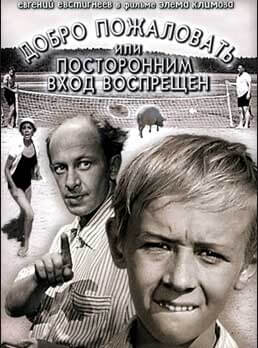 евгений евстигнеев в фильме элема климова
ДОБРО ПОЖАЛОВАТЬ
ИЛИ
ПОСТОРОННИМ
ВХОД ВОСПРЕЩЕН